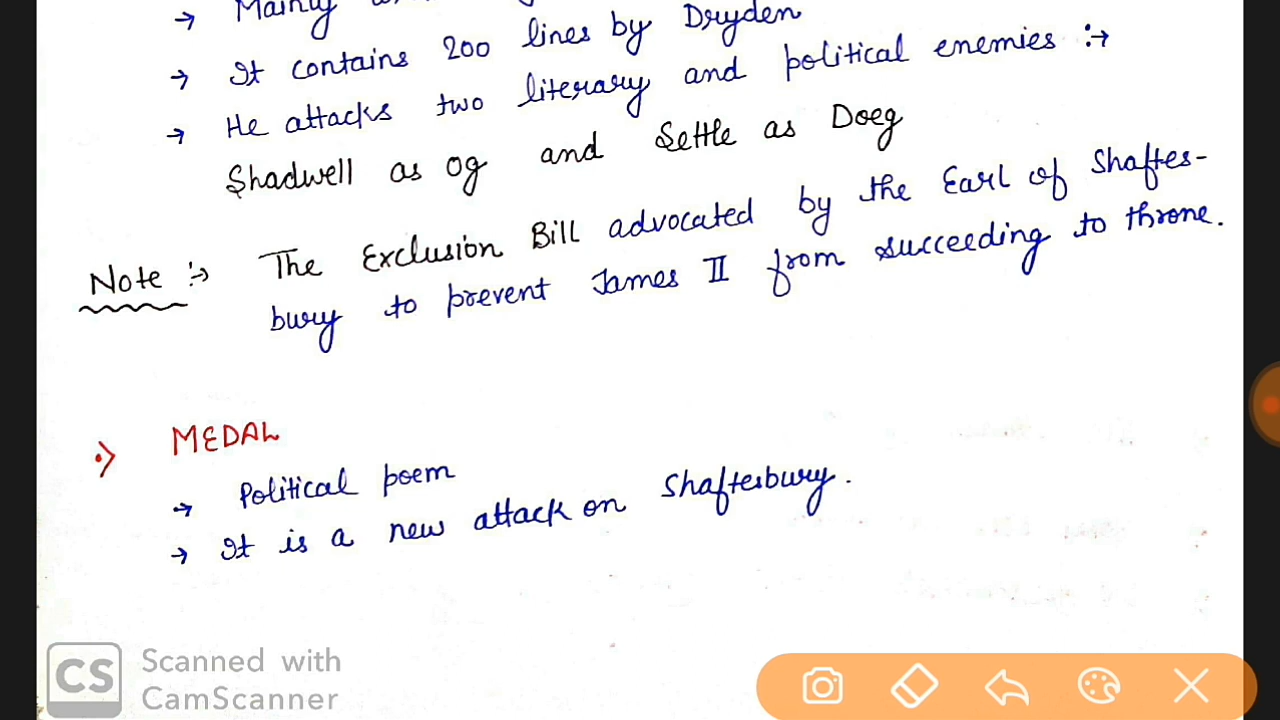 → Mainly
→ It contains 200 lines by Dryden
→ He attacks two literary and political enemies :→
Shadwell as og and Settle as Doeg
Note :→ The Exclusion Bill advocated by the Earl of Shaftes-
bury to prevent James II from succeeding to throne.
MEDAL
→ Political poem
→ It is a new attack on Shaftesbury.
CS Scanned with
CamScanner